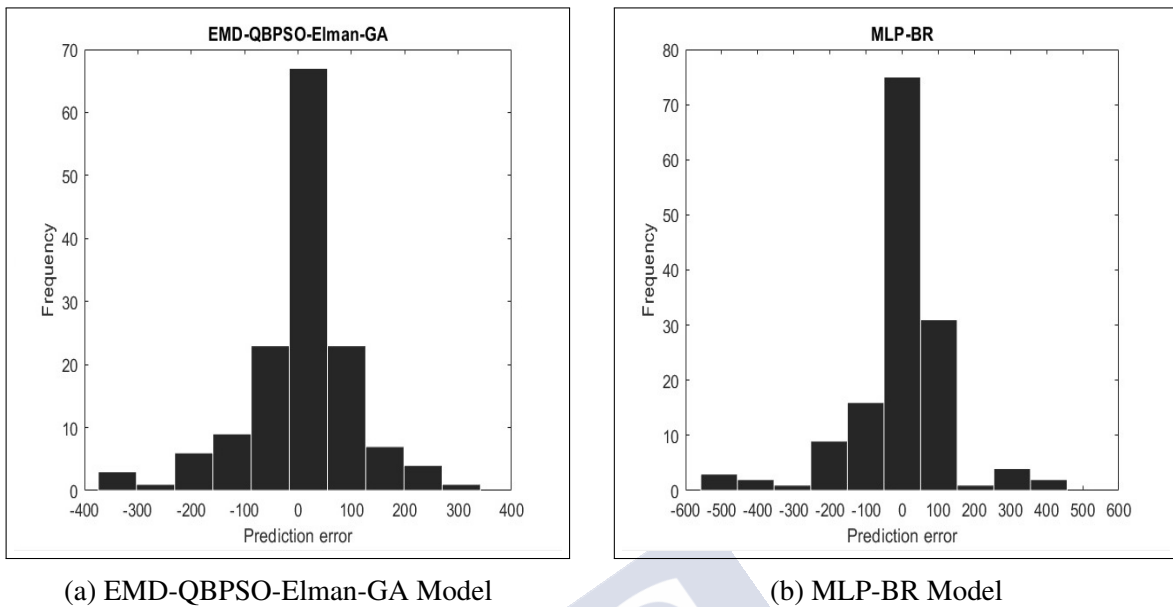 EMD-QBPSO-Elman-GA
70
60
50
40
30
20
10
0
Frequency
-400 -300 -200 -100 0 100 200 300 400
Prediction error
(a) EMD-QBPSO-Elman-GA Model
MLP-BR
80
70
60
50
40
30
20
10
0
Frequency
-600 -500 -400 -300 -200 -100 0 100 200 300 400 500 600
Prediction error
(b) MLP-BR Model